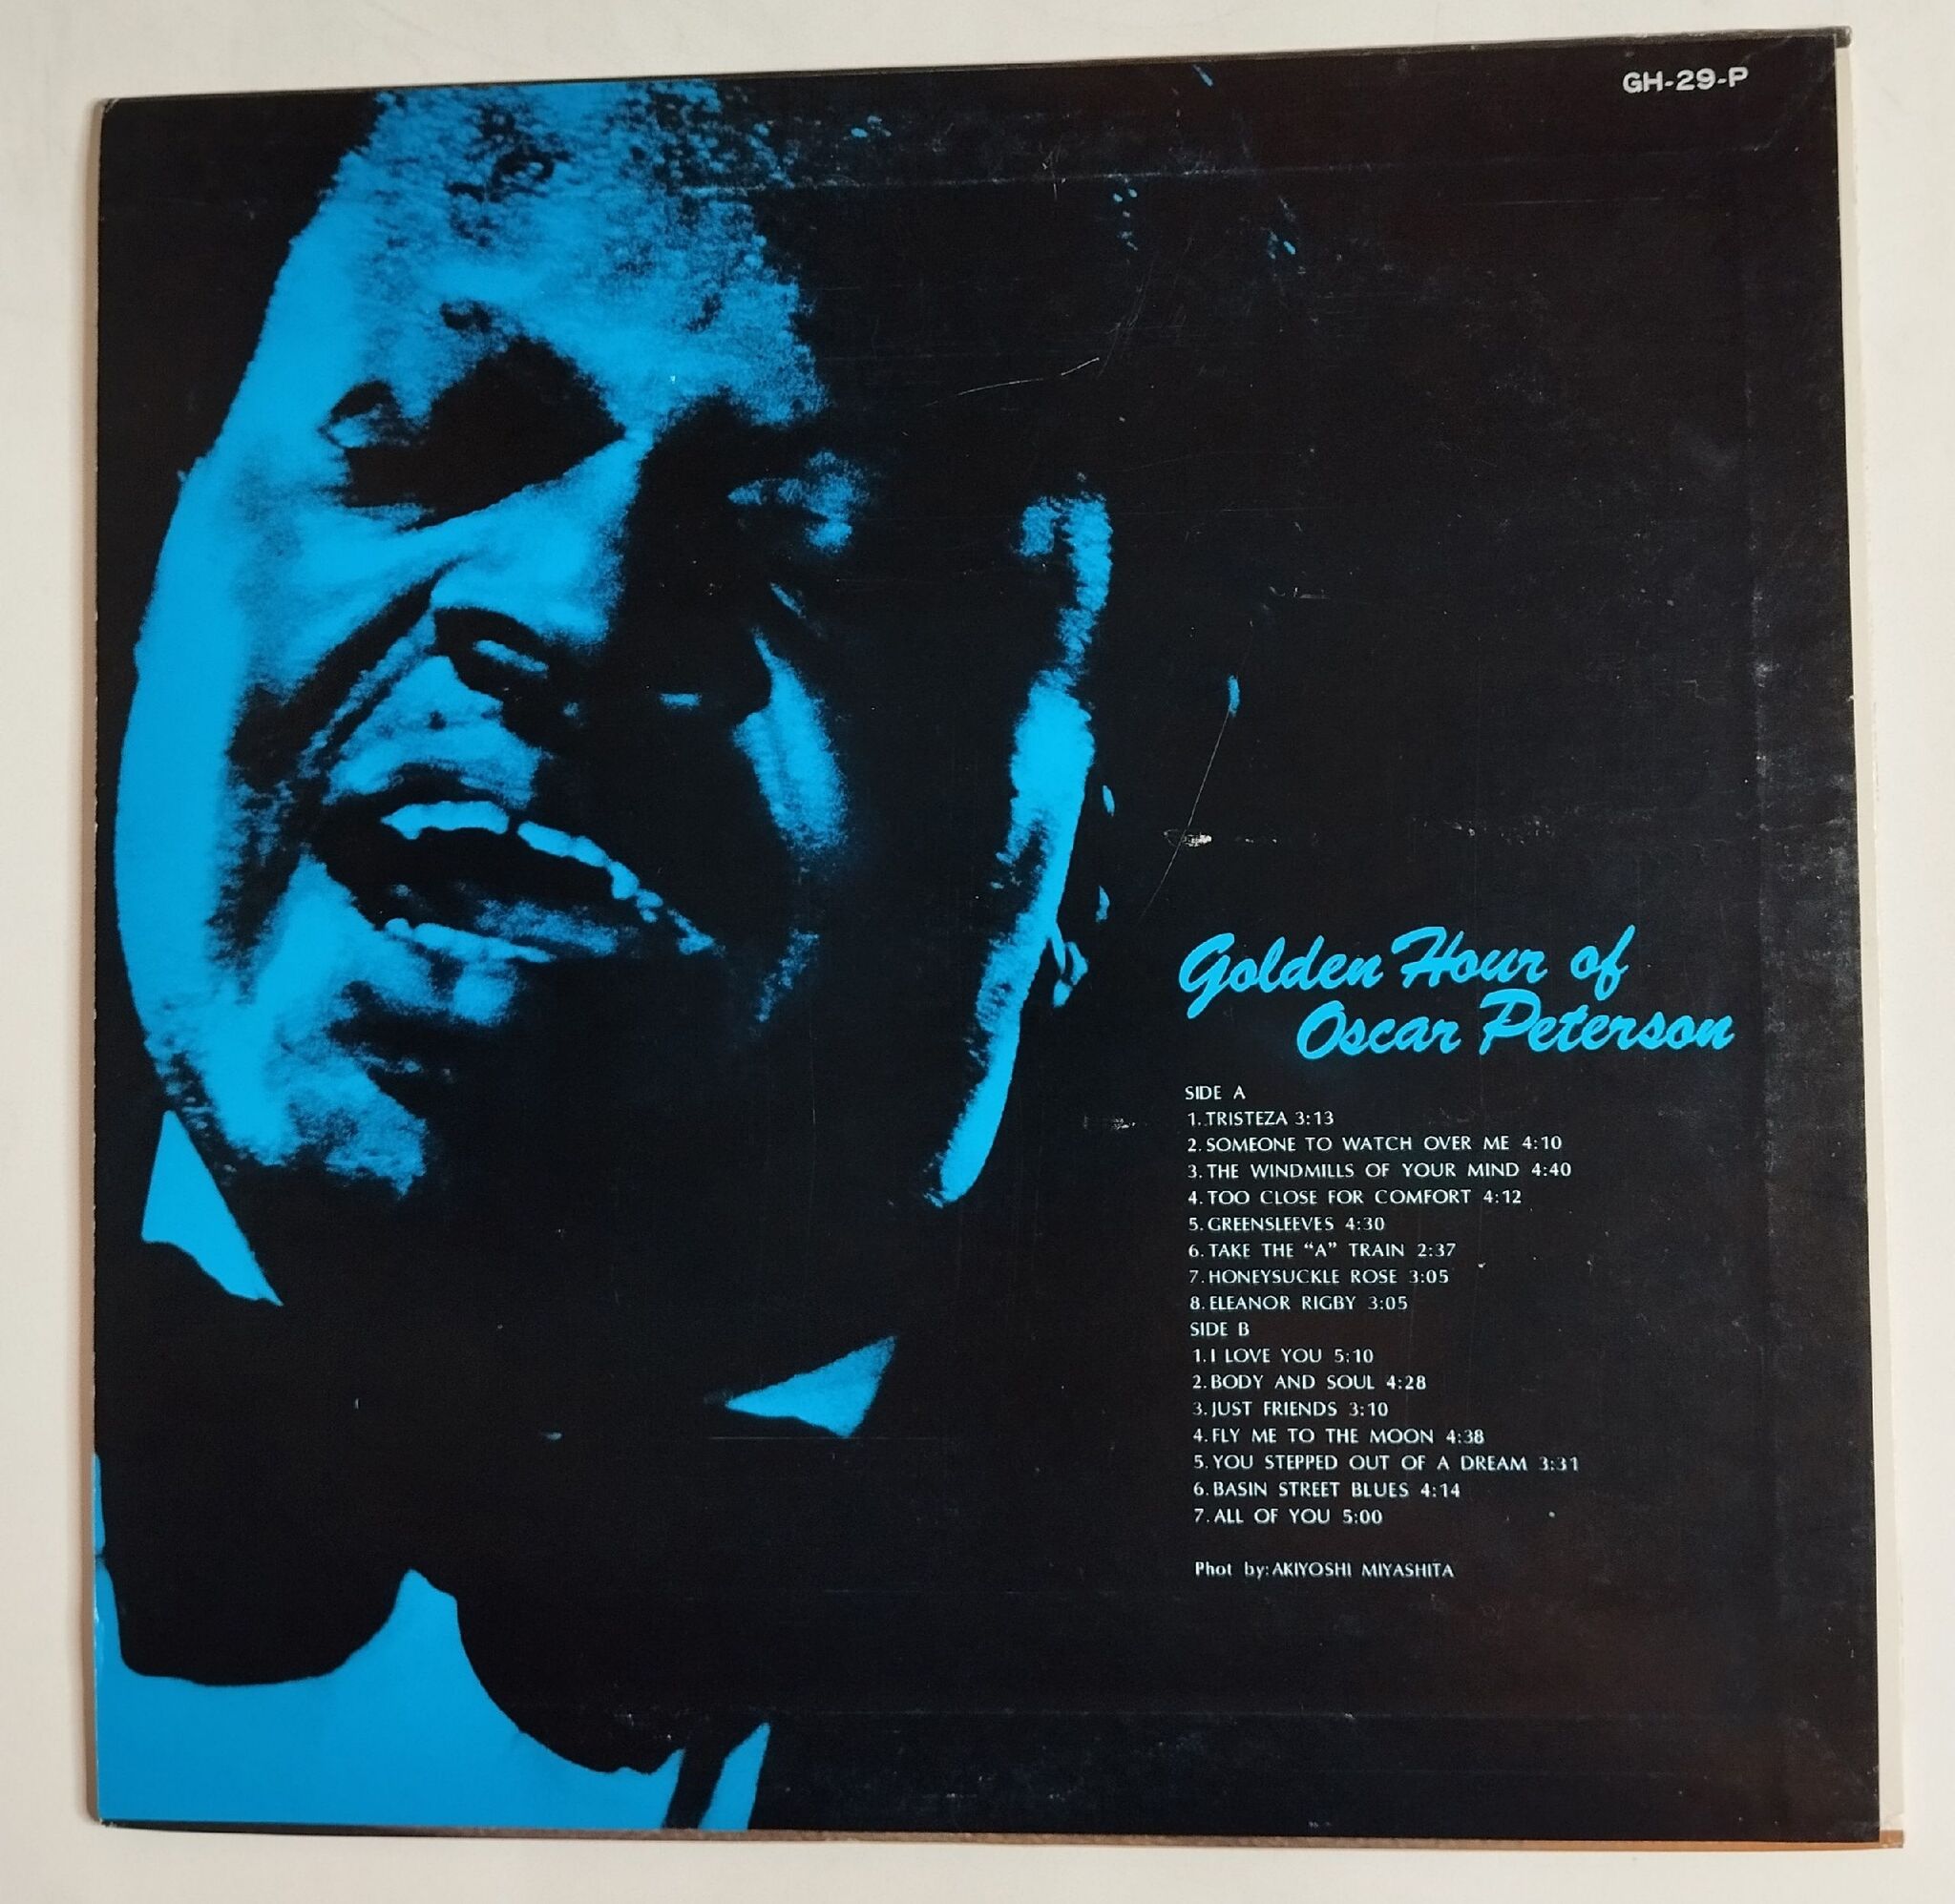 GH-29-P
Golden Hour of
Oscar Peterson
SIDE A
1.TRISTEZA 3:13
2.SOMEONE TO WATCH OVER ME 4:10
3.THE WINDMILLS OF YOUR MIND 4:40
4.TOO CLOSE FOR COMFORT 4:12
5.GREENSLEEVES 4:30
6.TAKE THE “A” TRAIN 2:37
7.HONEYSUCKLE ROSE 3:05
8.ELEANOR RIGBY 3:05
SIDE B
1.I LOVE YOU 5:10
2.BODY AND SOUL 4:28
3.JUST FRIENDS 3:10
4.FLY ME TO THE MOON 4:38
5.YOU STEPPED OUT OF A DREAM 3:31
6.BASIN STREET BLUES 4:14
7.ALL OF YOU 5:00
Phot by:AKIYOSHI MIYASHITA